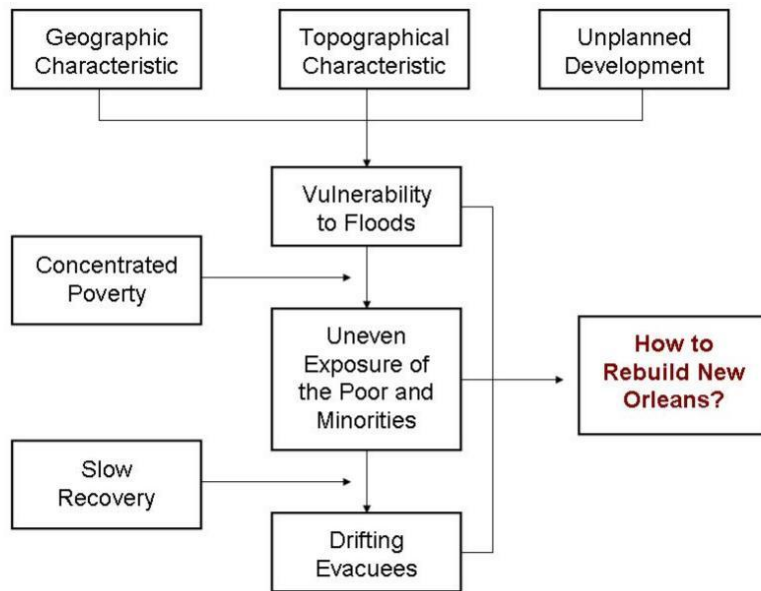 Geographic
Characteristic
Topographical
Characteristic
Unplanned
Development
Vulnerability
to Floods
Concentrated
Poverty
Uneven
Exposure of
the Poor and
Minorities
How to
Rebuild New
Orleans?
Slow
Recovery
Drifting
Evacuees